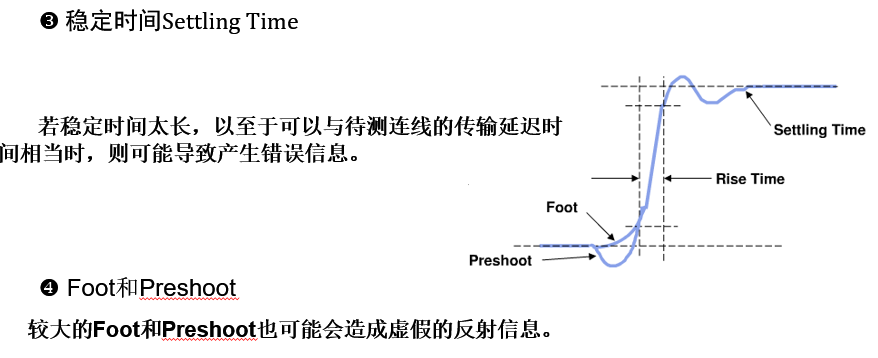 ❸ 稳定时间Settling Time
若稳定时间太长，以至于可以与待测连线的传输延迟时
间相当时，则可能导致产生错误信息。
Settling Time
Rise Time
Foot
Preshoot
❹ Foot和Preshoot
较大的Foot和Preshoot也可能会造成虚假的反射信息。